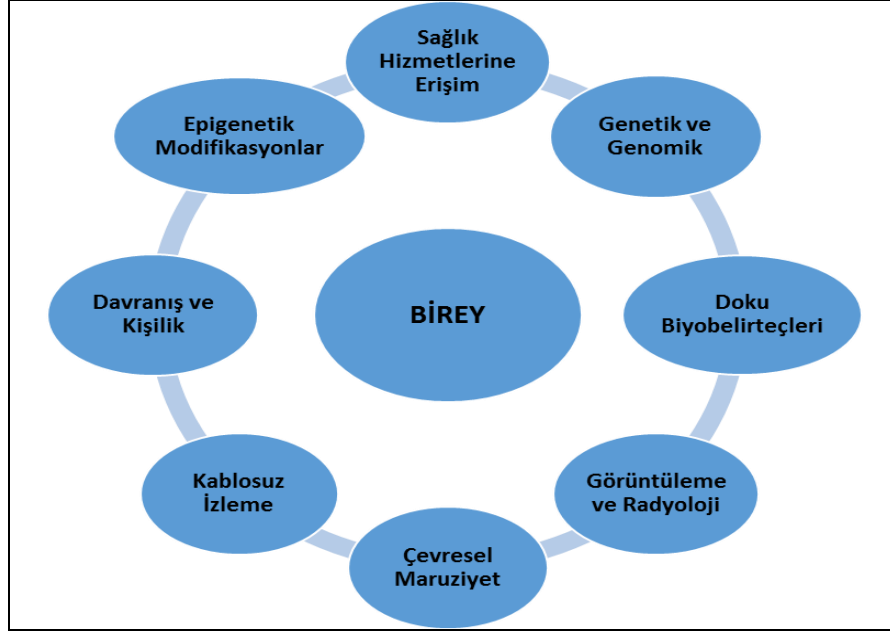 Sağlık
Hizmetlerine
Erişim
Genetik ve
Genomik
Doku
Biyobelirteçleri
Görüntüleme
ve Radyoloji
Çevresel
Maruziyet
Kablosuz
İzleme
Davranış ve
Kişilik
Epigenetik
Modifikasyonlar
BİREY